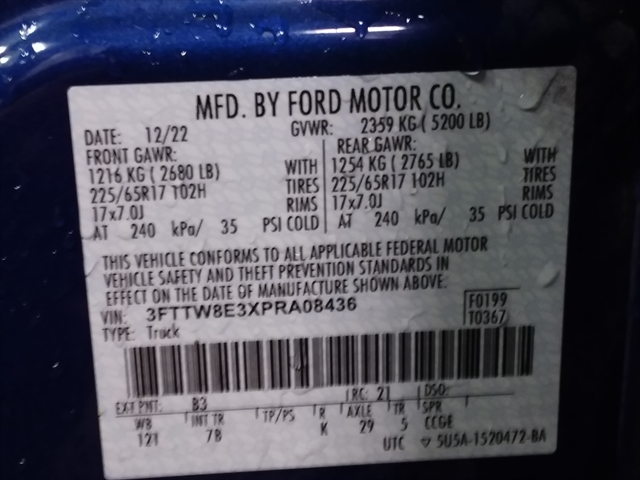 MFD. BY FORD MOTOR CO.
DATE: 12/22 GVWR: 2359 KG ( 5200 LB)
FRONT GAWR: REAR GAWR:
1216 KG ( 2680 LB) WITH 1254 KG ( 2765 LB) WITH
225/65R17 102H TIRES 225/65R17 102H TIRES
17x7.0J RIMS 17x7.0J RIMS
AT 240 kPa/ 35 PSI COLD AT 240 kPa/ 35 PSI COLD
THIS VEHICLE CONFORMS TO ALL APPLICABLE FEDERAL MOTOR
VEHICLE SAFETY AND THEFT PREVENTION STANDARDS IN
EFFECT ON THE DATE OF MANUFACTURE SHOWN ABOVE.
VIN: 3FTTW8E3XPRA08436 F0199
TYPE: Truck T0367
EXT PNT: B3 RC: 21 DSO:
WB INT TR TP/PS R AXLE TR SPR
121 7B K 29 5 CCGE
UTC 5U5A-1520472-BA